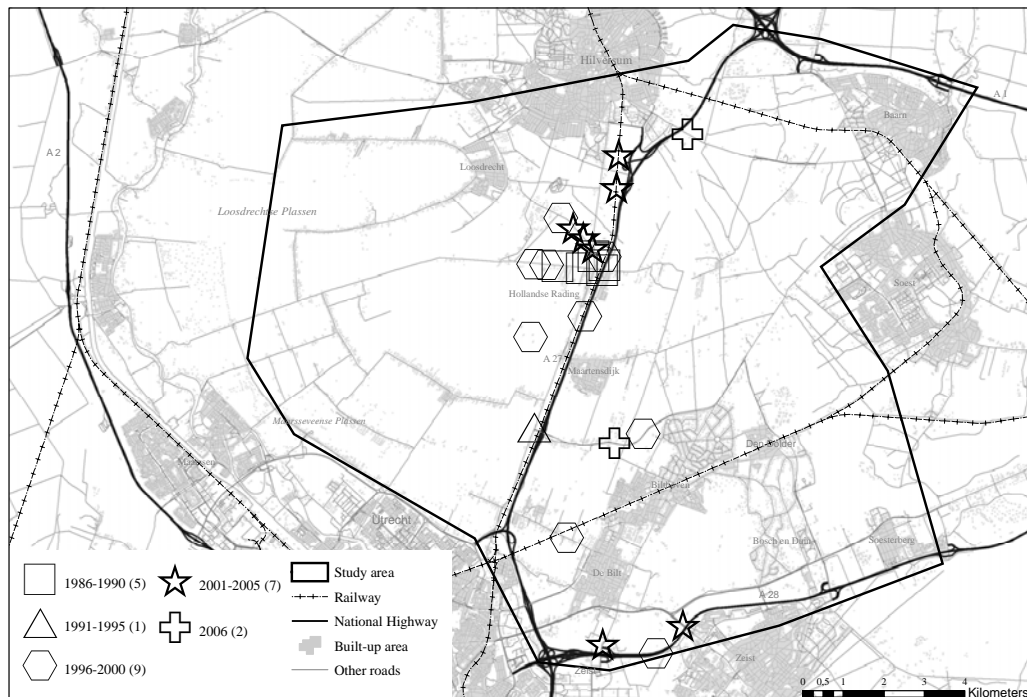 Hilversum
A 1
Baarn
A 2
Loosdrecht
Loosdrechtse Plassen
Soest
Hollandse Rading
A 27
Maartensdijk
Maarsseveense Plassen
Den Dolder
Maarssen
Bilthoven
Utrecht
Bosch en Duin
Soesterberg
De Bilt
A 28
Zeist
Zeist
1986-1990 (5)
1991-1995 (1)
1996-2000 (9)
2001-2005 (7)
2006 (2)
Study area
Railway
National Highway
Built-up area
Other roads
0 0,5 1 2 3 4
Kilometers